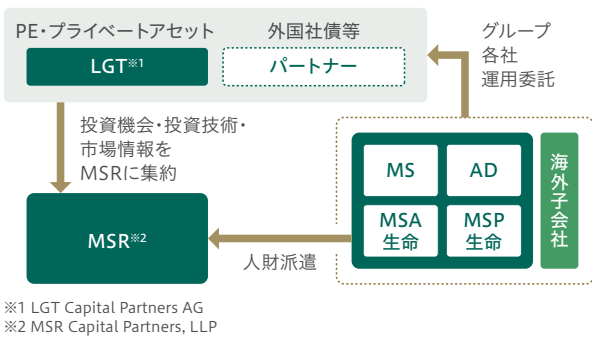 PE・プライベートアセット
外国社債等
LGT※1
パートナー
グループ
各社
運用委託
投資機会・投資技術・
市場情報を
MSRに集約
MS
AD
MSA
生命
MSP
生命
海外子会社
MSR※2
人財派遣
※1 LGT Capital Partners AG
※2 MSR Capital Partners, LLP